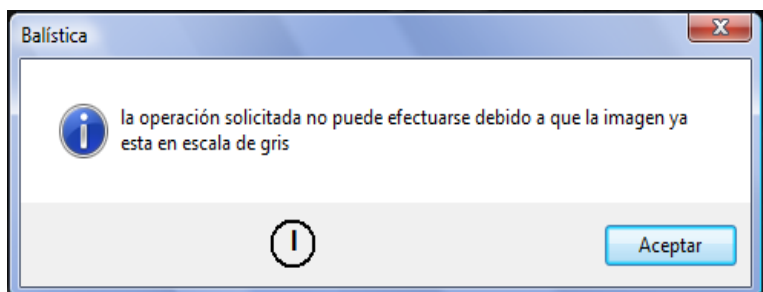 Balística
la operación solicitada no puede efectuarse debido a que la imagen ya
esta en escala de gris
I
Aceptar